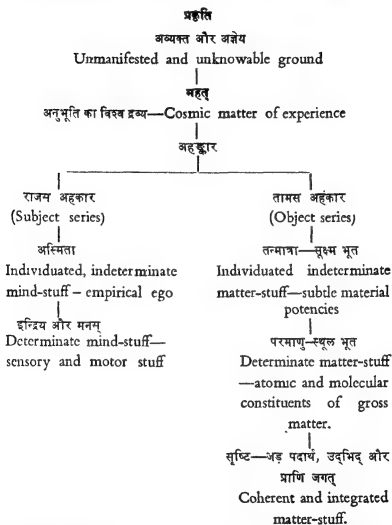 प्रकृति
अव्यक्त और अज्ञेय
Unmanifested and unknowable ground
महत्
अनुभूति का विश्व द्रव्य—Cosmic matter of experience
अहङ्कार
राजय अहकार
(Subject series)
अस्मिता
Individuated, indeterminate
mind-stuff – empirical ego
इन्द्रिय और मनस्
Determinate mind-stuff—
sensory and motor stuff
तामस अहंकार
(Object series)
तन्मात्रा—सूक्ष्म भूत
Individuated indeterminate
matter-stuff—subtle material
potencies
परमाणु—स्थूल भूत
Determinate matter-stuff
—atomic and molecular
constituents of gross
matter.
सृष्टि—जड़ पदार्थ, उद्भिद् और
प्राणि जगत्
Coherent and integrated
matter-stuff.